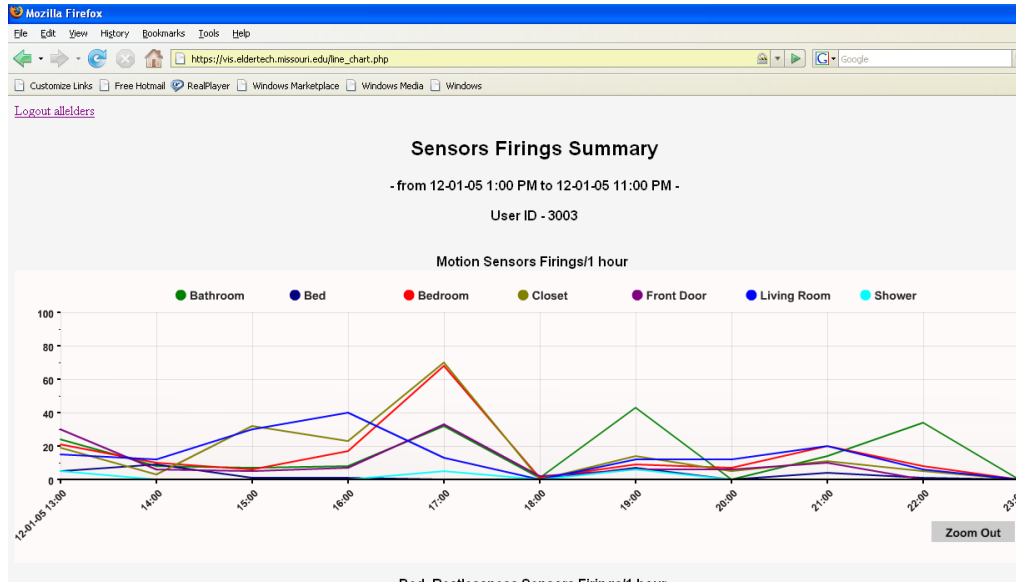 Mozilla Firefox
File Edit View History Bookmarks Tools Help
https://vis.eldertech.missouri.edu/line_chart.php
G Google
Customize Links Free Hotmail RealPlayer Windows Marketplace Windows Media Windows
Logout allelders
Sensors Firings Summary
- from 12-01-05 1:00 PM to 12-01-05 11:00 PM -
User ID - 3003
Motion Sensors Firings/1 hour
Bathroom Bed Bedroom Closet Front Door Living Room Shower
100
80
60
40
20
0
12-01-05 13:00 14:00 15:00 16:00 17:00 18:00 19:00 20:00 21:00 22:00
Zoom Out